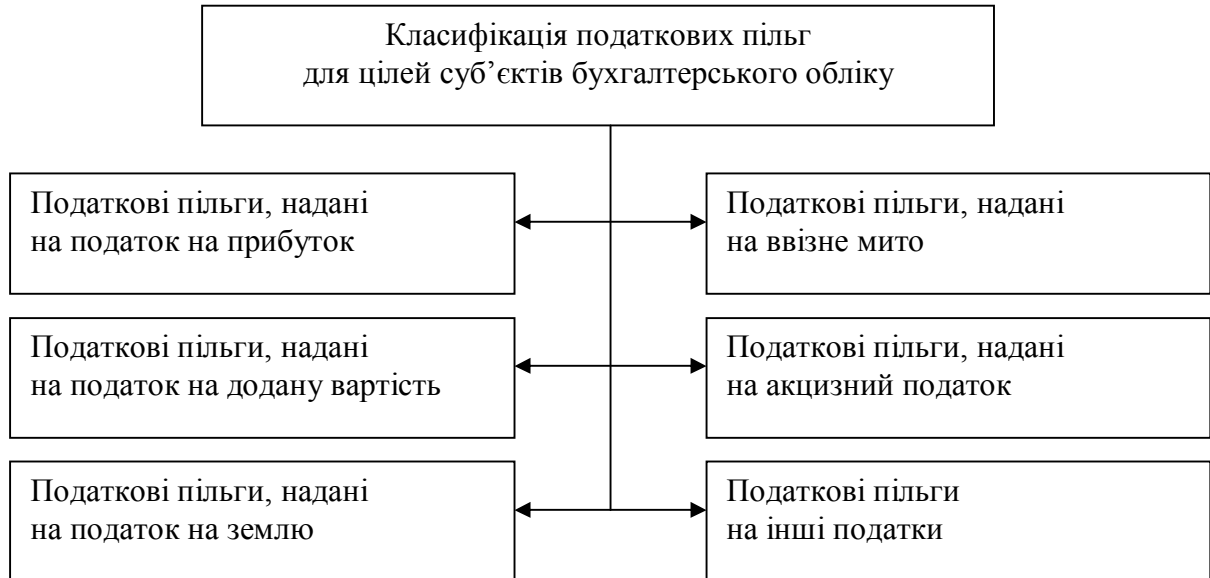 Класифікація податкових пільг
для цілей суб’єктів бухгалтерського обліку
Податкові пільги, надані
на податок на прибуток
Податкові пільги, надані
на ввізне мито
Податкові пільги, надані
на податок на додану вартість
Податкові пільги, надані
на акцизний податок
Податкові пільги, надані
на податок на землю
Податкові пільги
на інші податки